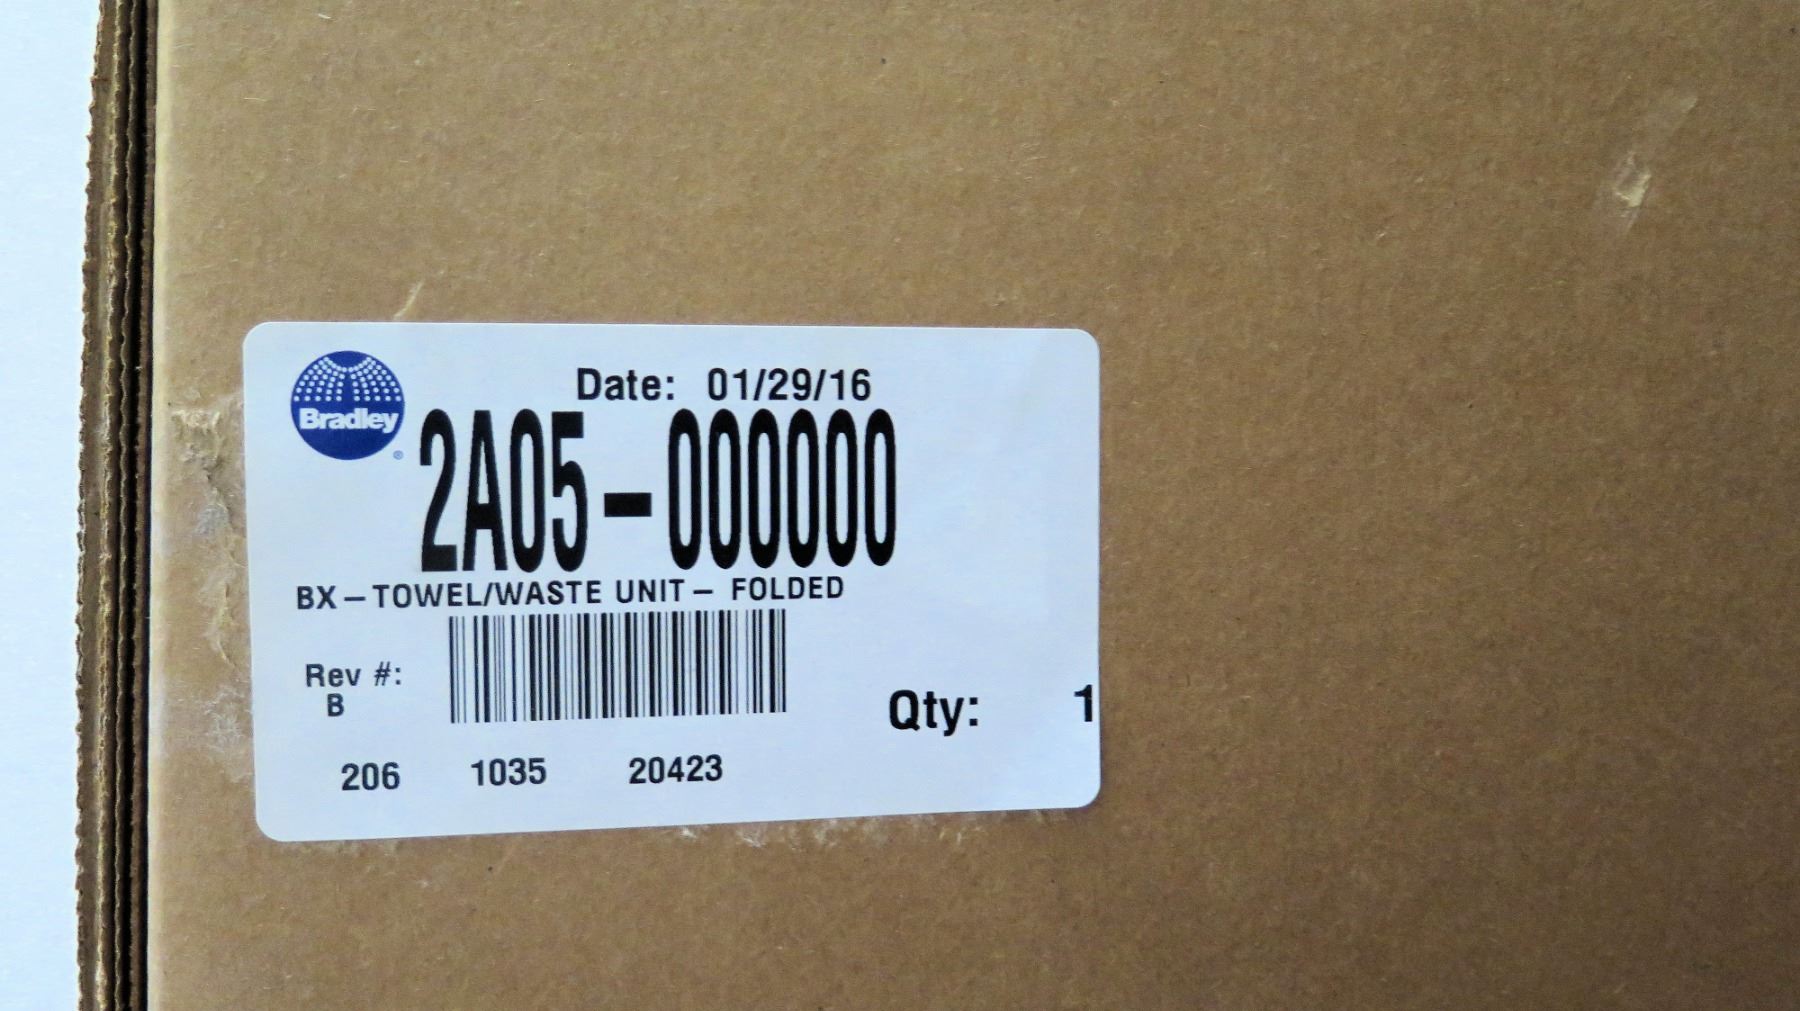 Bradley®
Date: 01/29/16
2A05-000000
BX-TOWEL/WASTE UNIT- FOLDED
Rev #:
B
Qty: 1
206 1035 20423